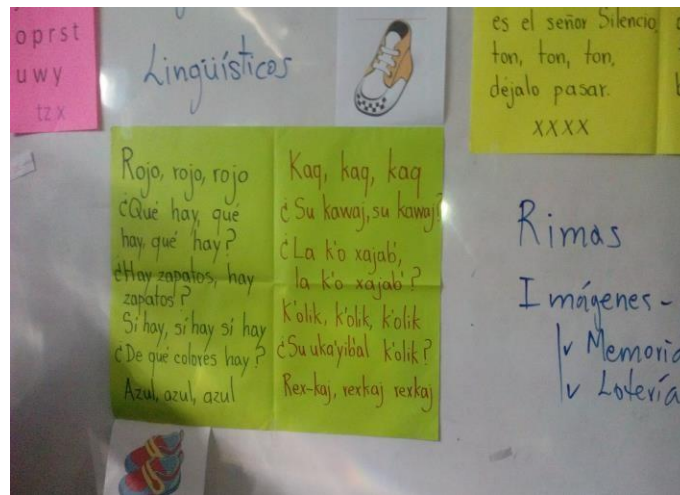 oprst
uwy
tzx
Lingüísticos
es el señor Silencio
ton, ton, ton,
déjalo pasar.
XXXX
Rojo, rojo, rojo
¿Qué hay, qué
hay, qué hay?
¿Hay zapatos, hay
zapatos?
Sí hay, sí hay sí hay
¿De qué colores hay?
Azul, azul, azul
Kaq, kaq, kaq
¿Su kawaj, su kawaj?
¿La k'o xajab',
la k'o xajab'?
K'olik, k'olik, k'olik
¿Su uka'yib'al k'olik?
Rex-kaj, rexkaj rexkaj
Rimas
Imágenes-
Memoria
Lotería